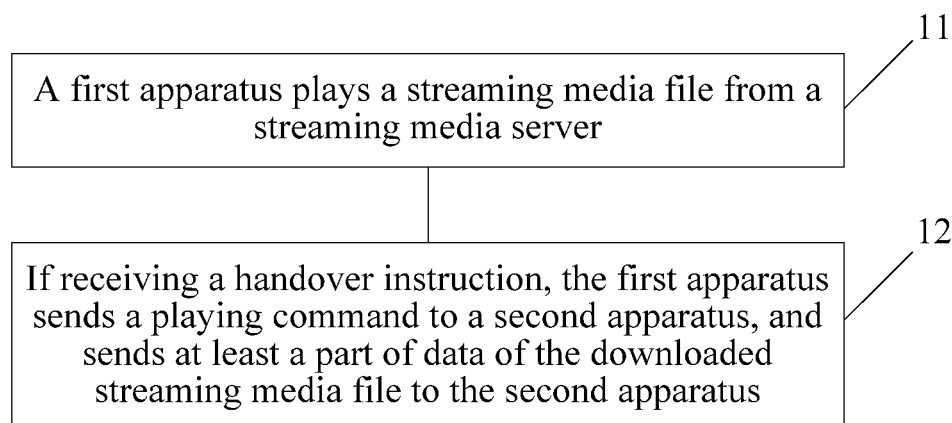 11
A first apparatus plays a streaming media file from a
streaming media server
12
If receiving a handover instruction, the first apparatus
sends a playing command to a second apparatus, and
sends at least a part of data of the downloaded
streaming media file to the second apparatus